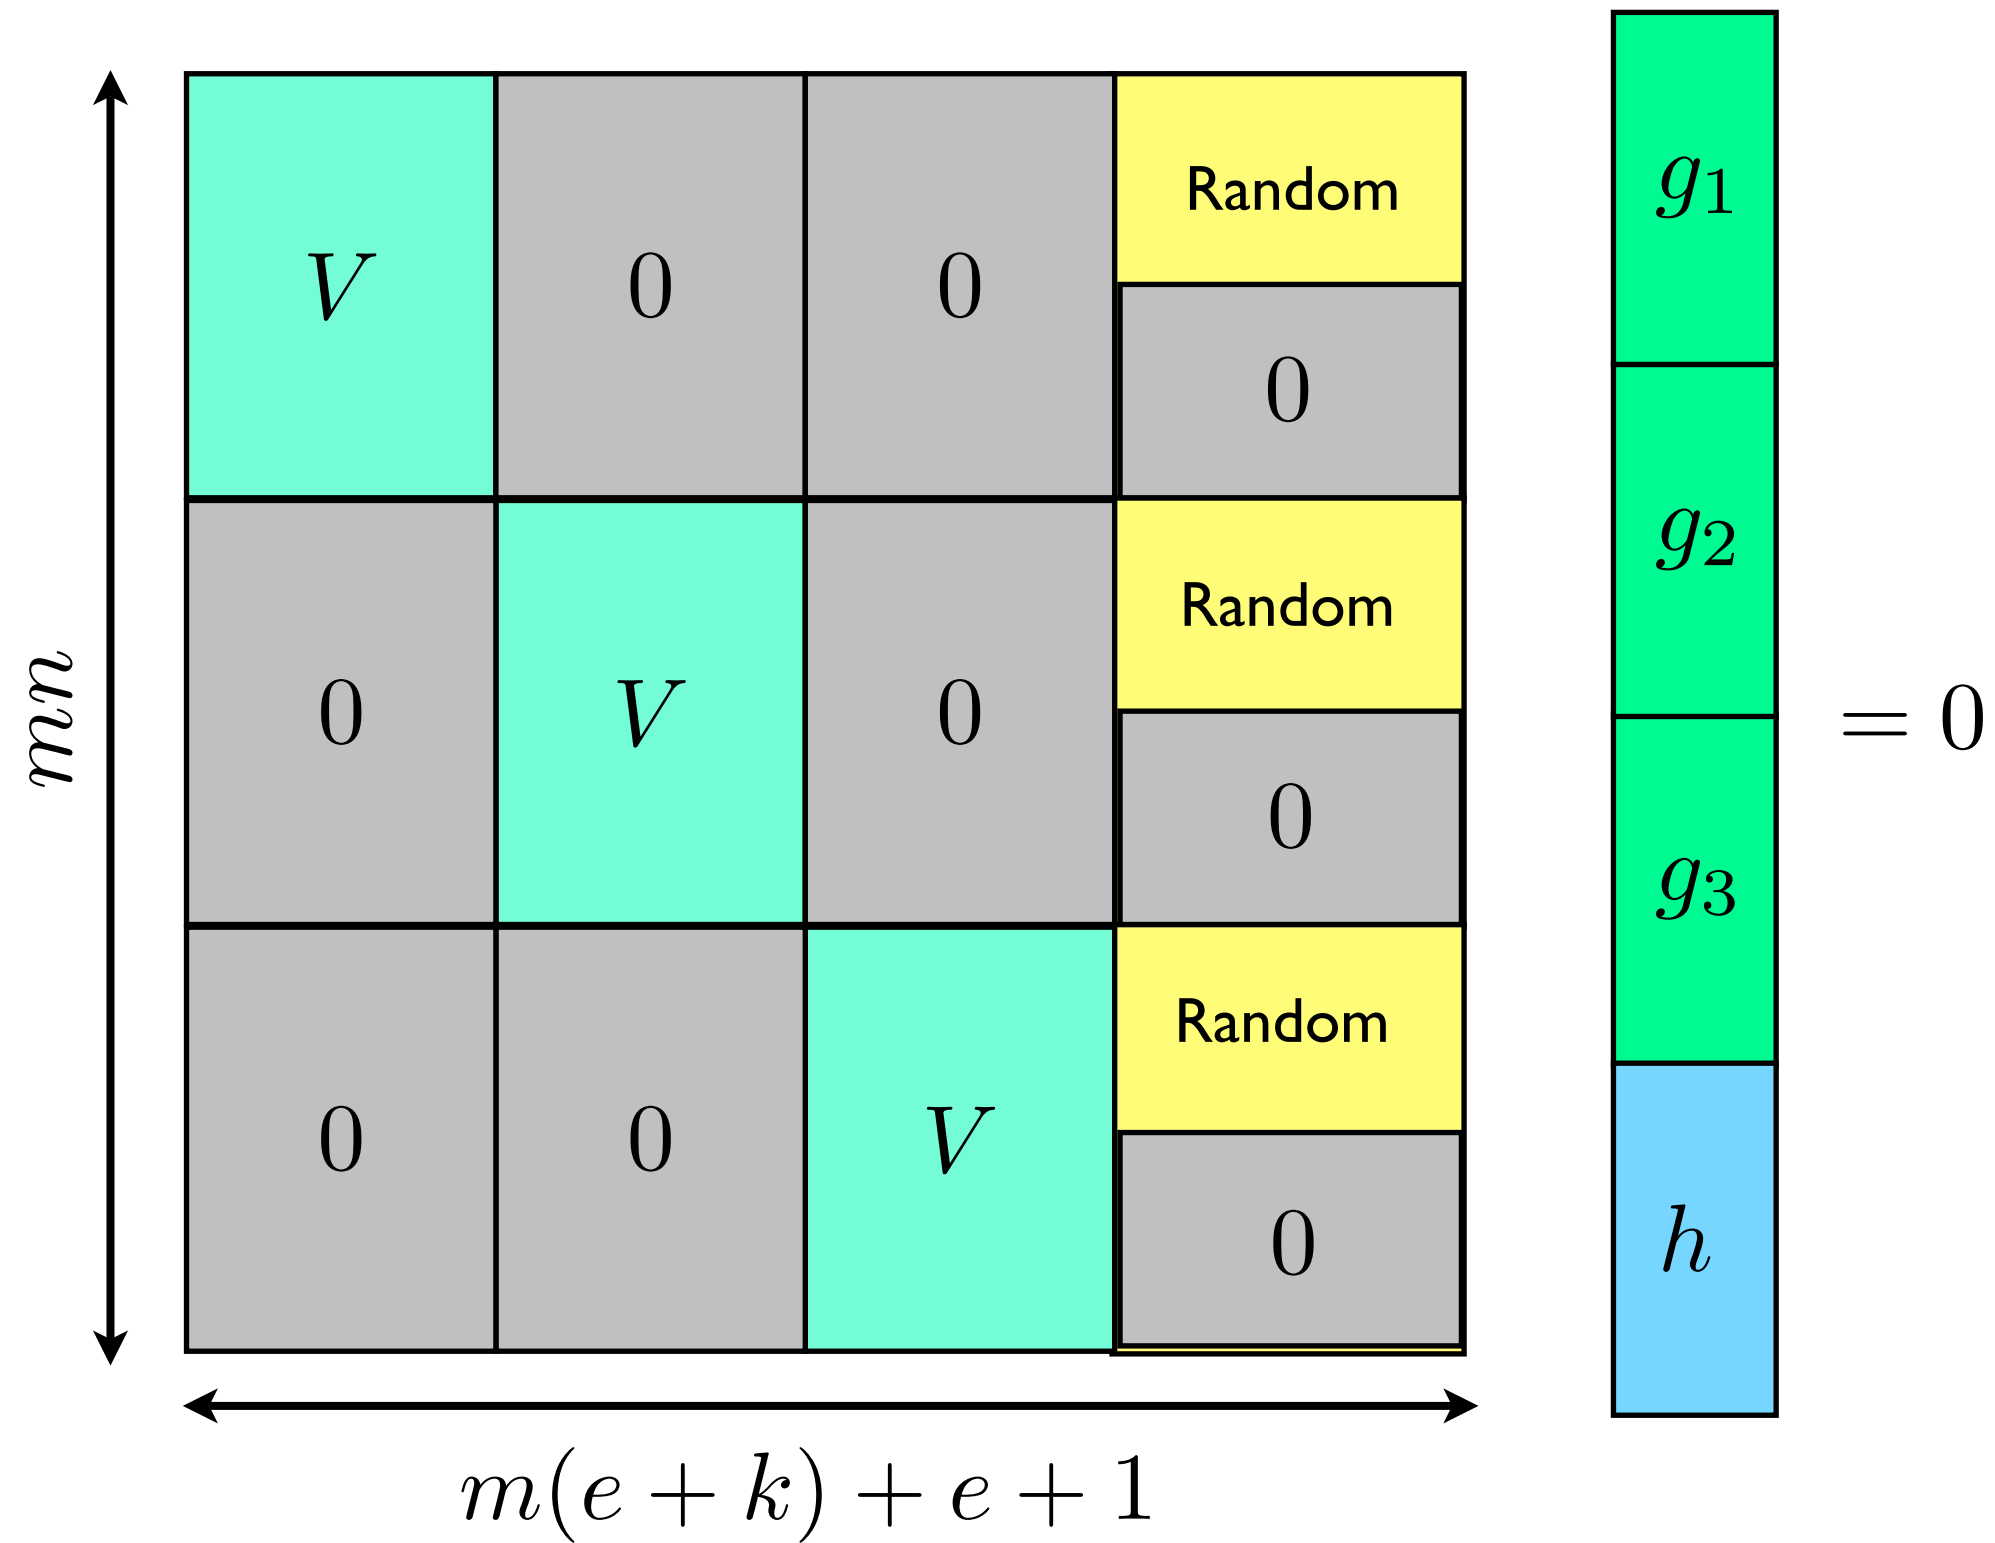 V 0 0 Random
0
0 V 0 Random
0
0 0 V Random
0
mn
m(e + k) + e + 1
g₁
g₂
g₃
h
= 0